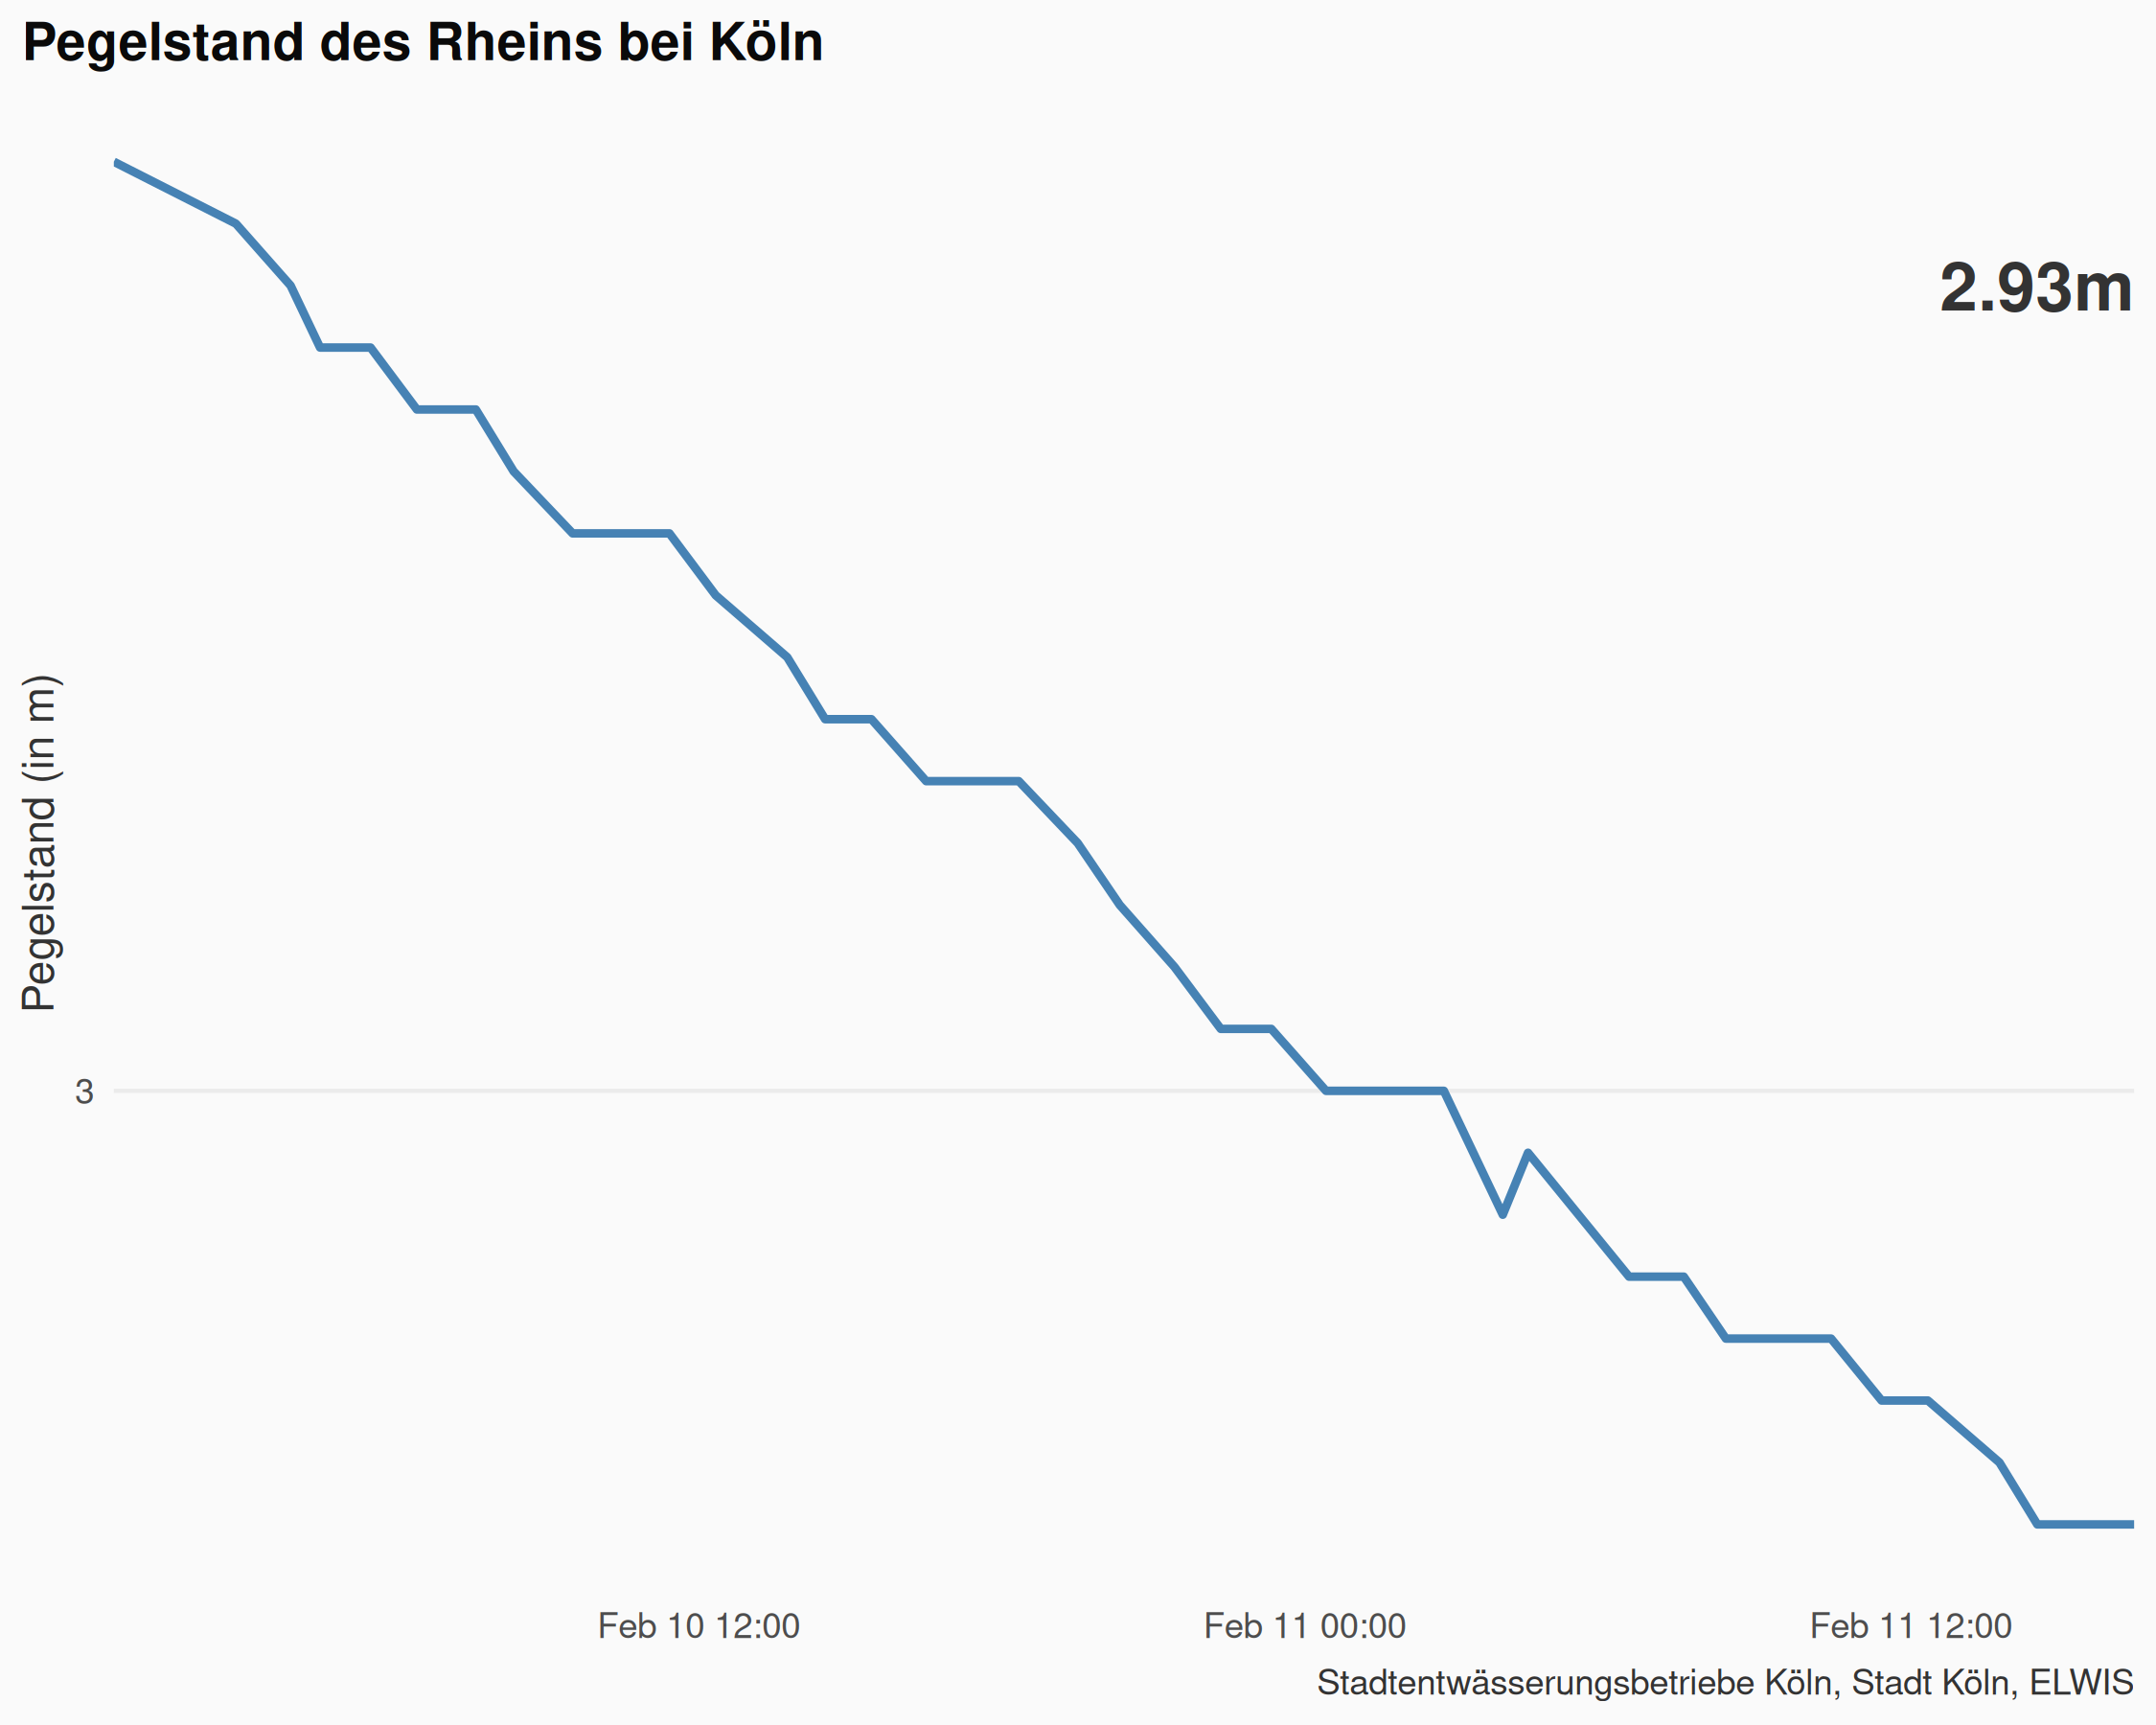 Pegelstand des Rheins bei Köln
2.93m
Pegelstand (in m)
3
Feb 10 12:00
Feb 11 00:00
Feb 11 12:00
Stadtentwässerungsbetriebe Köln, Stadt Köln, ELWIS